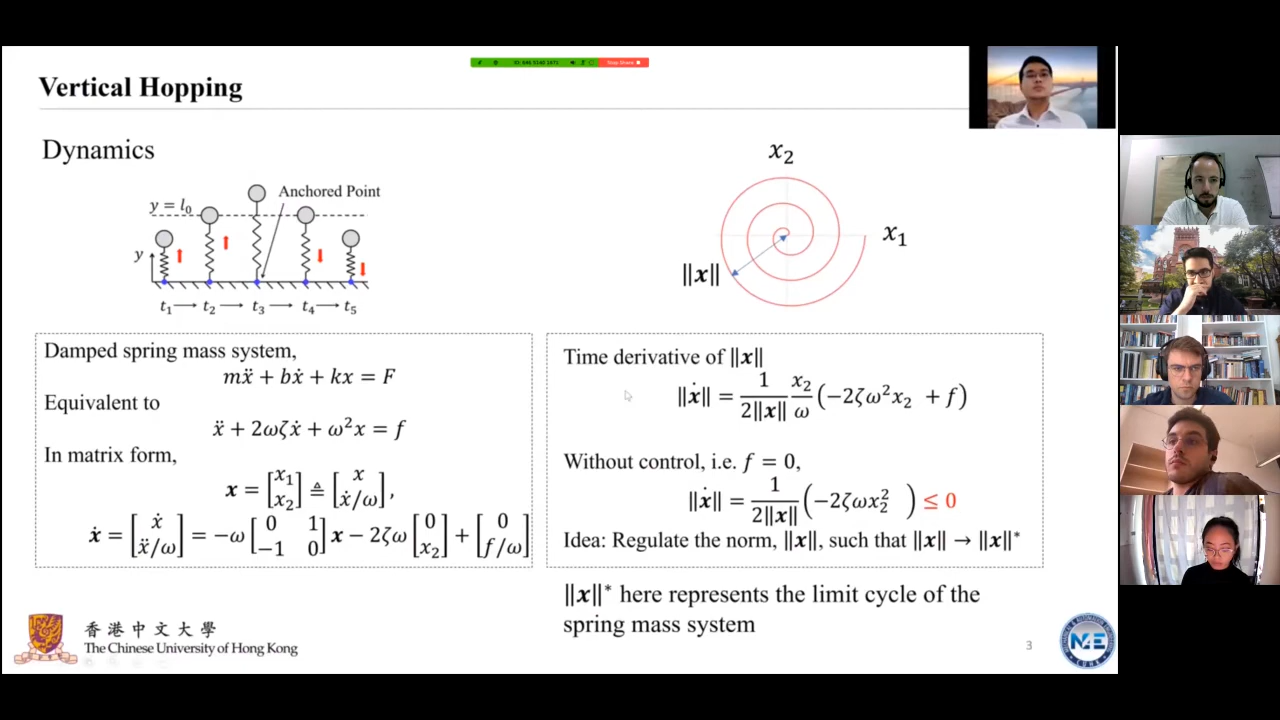 Vertical Hopping
Dynamics
y = l₀
Anchored Point
y
t₁ → t₂ → t₃ → t₄ → t₅
x₂
x₁
‖𝒙‖
Damped spring mass system,
mẍ + bẋ + kx = F
Equivalent to
ẍ + 2ωζẋ + ω²x = f
In matrix form,
𝒙 = [x₁; x₂] ≜ [x; ẋ/ω],
𝒙̇ = [ẋ; ẍ/ω] = −ω [0 1; −1 0] 𝒙 − 2ζω [0; x₂] + [0; f/ω]
Time derivative of ‖𝒙‖
‖𝒙̇‖ = 1/(2‖𝒙‖) x₂/ω (−2ζω²x₂ + f)
Without control, i.e. f = 0,
‖𝒙̇‖ = 1/(2‖𝒙‖) (−2ζωx₂² ) ≤ 0
Idea: Regulate the norm, ‖𝒙‖, such that ‖𝒙‖ → ‖𝒙‖*
‖𝒙‖* here represents the limit cycle of the
spring mass system
香港中文大學
The Chinese University of Hong Kong
3